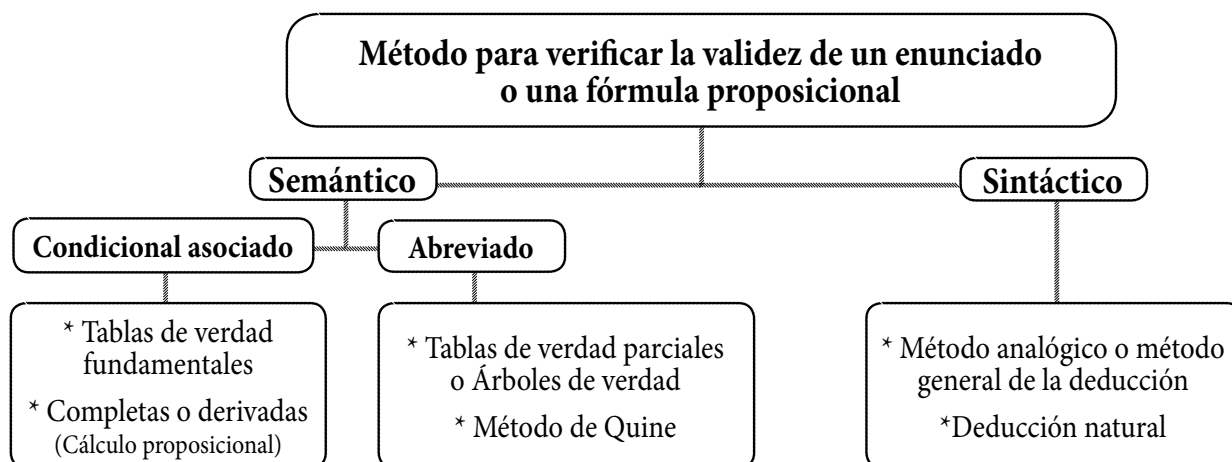 Método para verificar la validez de un enunciado
o una fórmula proposicional
Semántico
Sintáctico
Condicional asociado
Abreviado
* Tablas de verdad
fundamentales
* Completas o derivadas
(Cálculo proposicional)
* Tablas de verdad parciales
o Árboles de verdad
* Método de Quine
* Método analógico o método
general de la deducción
*Deducción natural